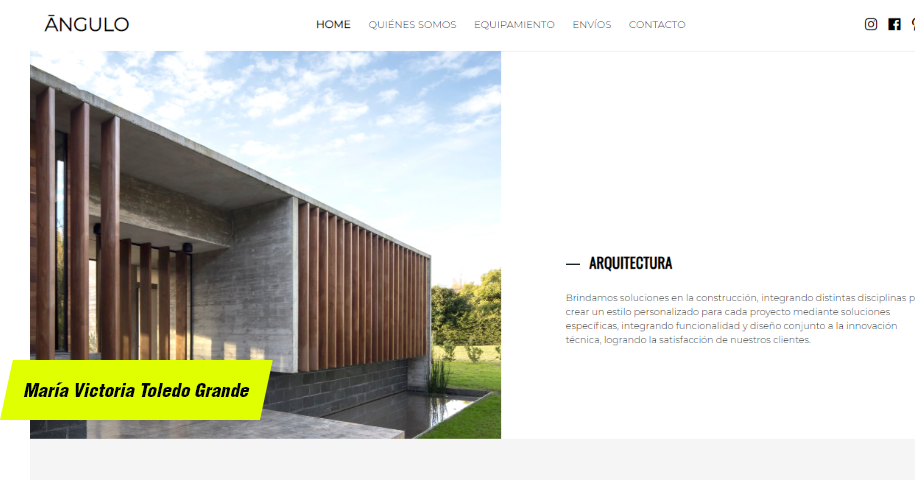 ĀNGULO
HOME QUIÉNES SOMOS EQUIPAMIENTO ENVÍOS CONTACTO
— ARQUITECTURA
Brindamos soluciones en la construcción, integrando distintas disciplinas p
crear un estilo personalizado para cada proyecto mediante soluciones
específicas, integrando funcionalidad y diseño conjunto a la innovación
técnica, logrando la satisfacción de nuestros clientes.
María Victoria Toledo Grande